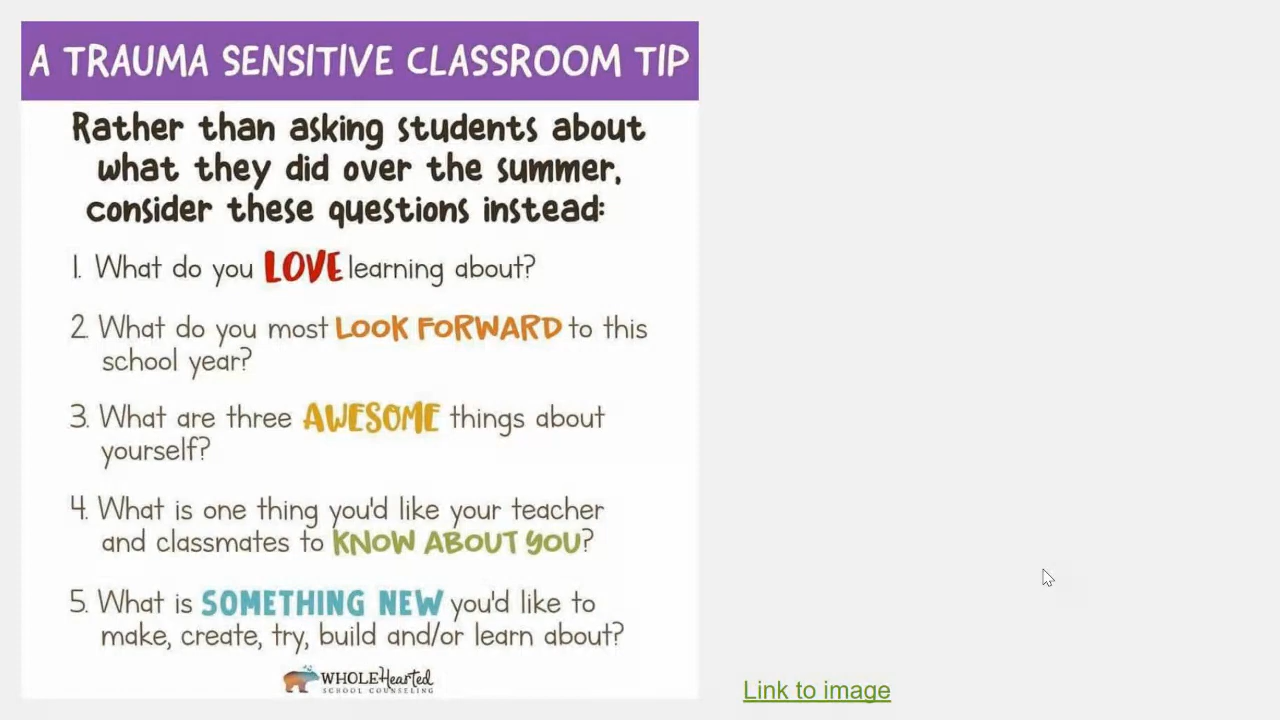 A TRAUMA SENSITIVE CLASSROOM TIP
Rather than asking students about
what they did over the summer,
consider these questions instead:
1. What do you LOVE learning about?
2. What do you most LOOK FORWARD to this
school year?
3. What are three AWESOME things about
yourself?
4. What is one thing you'd like your teacher
and classmates to KNOW ABOUT YOU?
5. What is SOMETHING NEW you'd like to
make, create, try, build and/or learn about?
WHOLEHearted
SCHOOL COUNSELING
Link to image